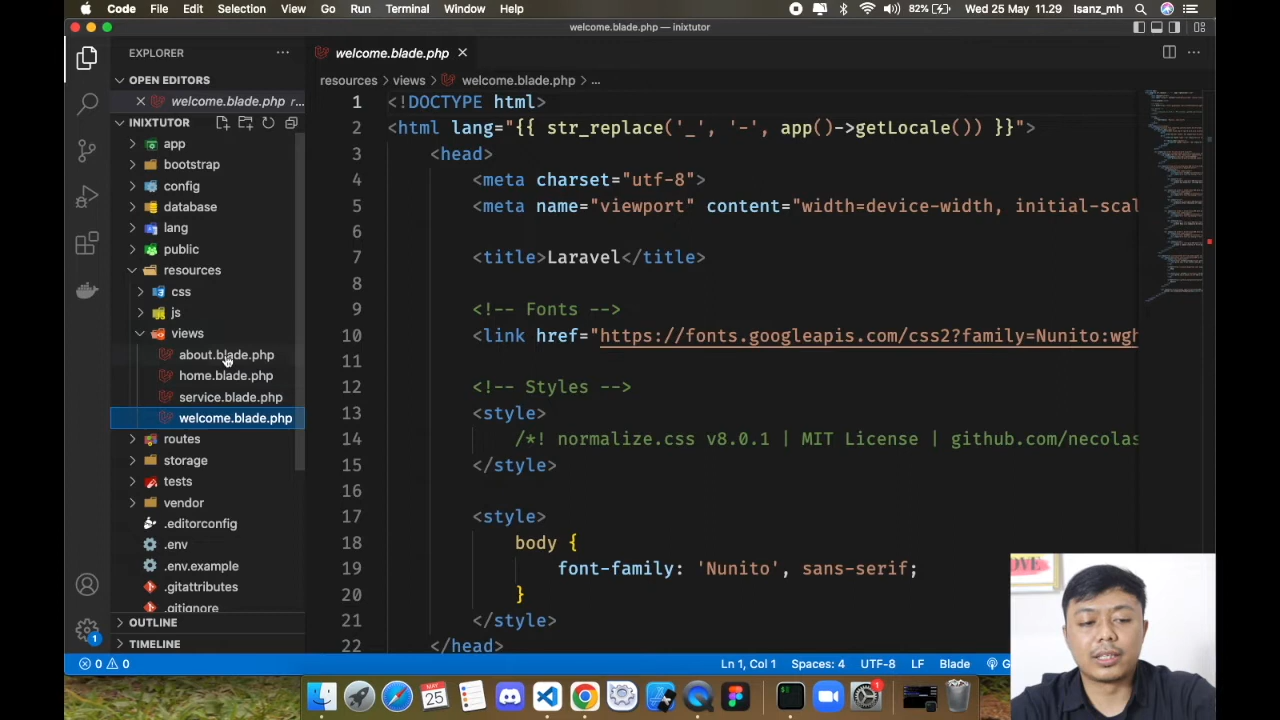 Code File Edit Selection View Go Run Terminal Window Help 82% Wed 25 May 11.29 isanz_mh
welcome.blade.php — inixtutor
EXPLORER
welcome.blade.php
OPEN EDITORS
resources > views > welcome.blade.php > ...
welcome.blade.php r...
INIXTUTOR
app
bootstrap
config
database
lang
public
resources
css
js
views
about.blade.php
home.blade.php
service.blade.php
welcome.blade.php
routes
storage
tests
vendor
.editorconfig
.env
.env.example
.gitattributes
.gitignore
OUTLINE
TIMELINE
1 <!DOCTYPE html>
2 <html lang="{{ str_replace('_', '-', app()->getLocale()) }}">
3 <head>
4 <meta charset="utf-8">
5 <meta name="viewport" content="width=device-width, initial-scal
6
7 <title>Laravel</title>
8
9 <!-- Fonts -->
10 <link href="https://fonts.googleapis.com/css2?family=Nunito:wgh
11
12 <!-- Styles -->
13 <style>
14 /*! normalize.css v8.0.1 | MIT License | github.com/necolas
15 </style>
16
17 <style>
18 body {
19 font-family: 'Nunito', sans-serif;
20 }
21 </style>
22 </head>
1
0 0
Ln 1, Col 1 Spaces: 4 UTF-8 LF Blade G
MAY
25
1